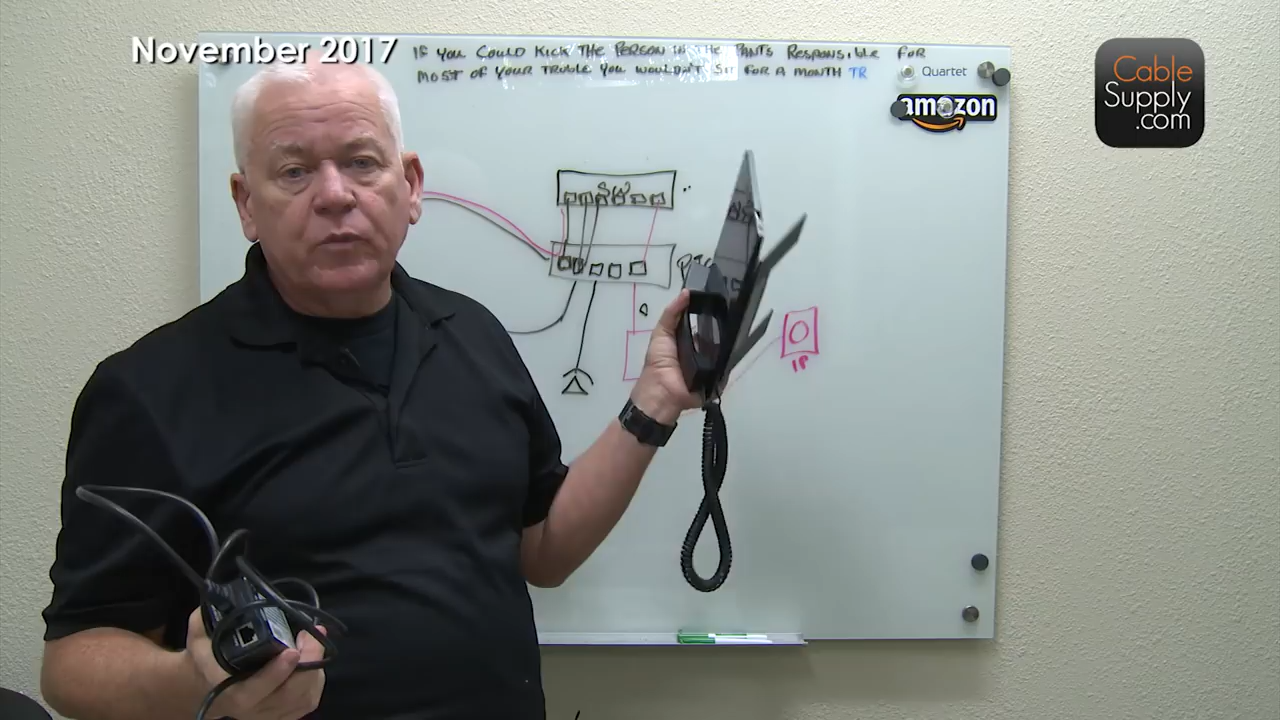 November 2017
IF YOU COULD KICK THE PERSON IN THE PANTS RESPONSIBLE FOR
MOST OF YOUR TROUBLE YOU WOULDN'T SIT FOR A MONTH TR
Quartet
amazon
Cable
Supply
.com
SW
IP